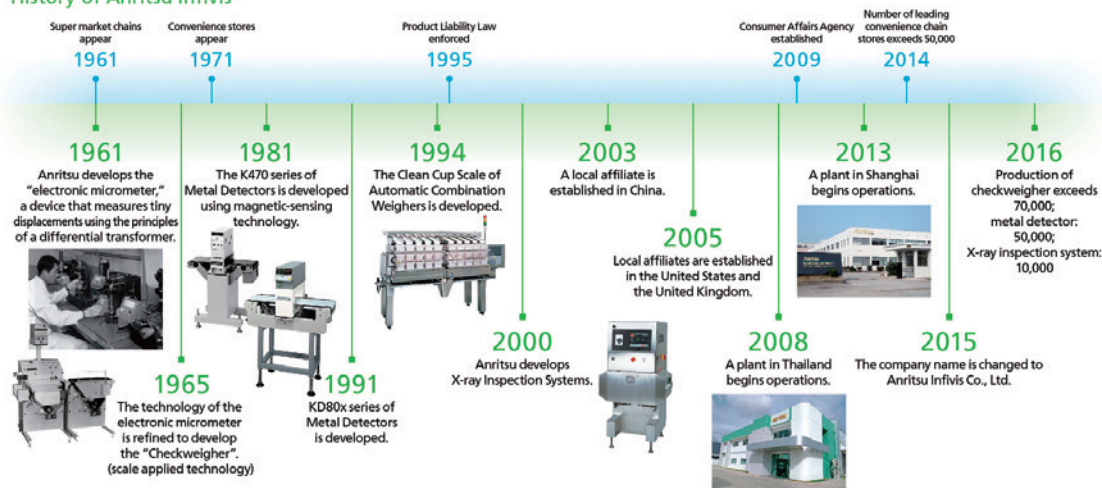 History of Anritsu Infivis
Super market chains
appear
1961
Convenience stores
appear
1971
Product Liability Law
enforced
1995
Consumer Affairs Agency
established
2009
Number of leading
convenience chain
stores exceeds 50,000
2014
1961
Anritsu develops the
"electronic micrometer,"
a device that measures tiny
displacements using the principles
of a differential transformer.
1965
The technology of the
electronic micrometer
is refined to develop
the "Checkweigher".
(scale applied technology)
1981
The K470 series of
Metal Detectors is developed
using magnetic-sensing
technology.
1991
KD80x series of
Metal Detectors
is developed.
1994
The Clean Cup Scale of
Automatic Combination
Weighers is developed.
2000
Anritsu develops
X-ray Inspection Systems.
2003
A local affiliate is
established in China.
2005
Local affiliates are established
in the United States and
the United Kingdom.
2008
A plant in Thailand
begins operations.
2013
A plant in Shanghai
begins operations.
2015
The company name is changed to
Anritsu Infivis Co., Ltd.
2016
Production of
checkweigher exceeds
70,000;
metal detector:
50,000;
X-ray inspection system:
10,000